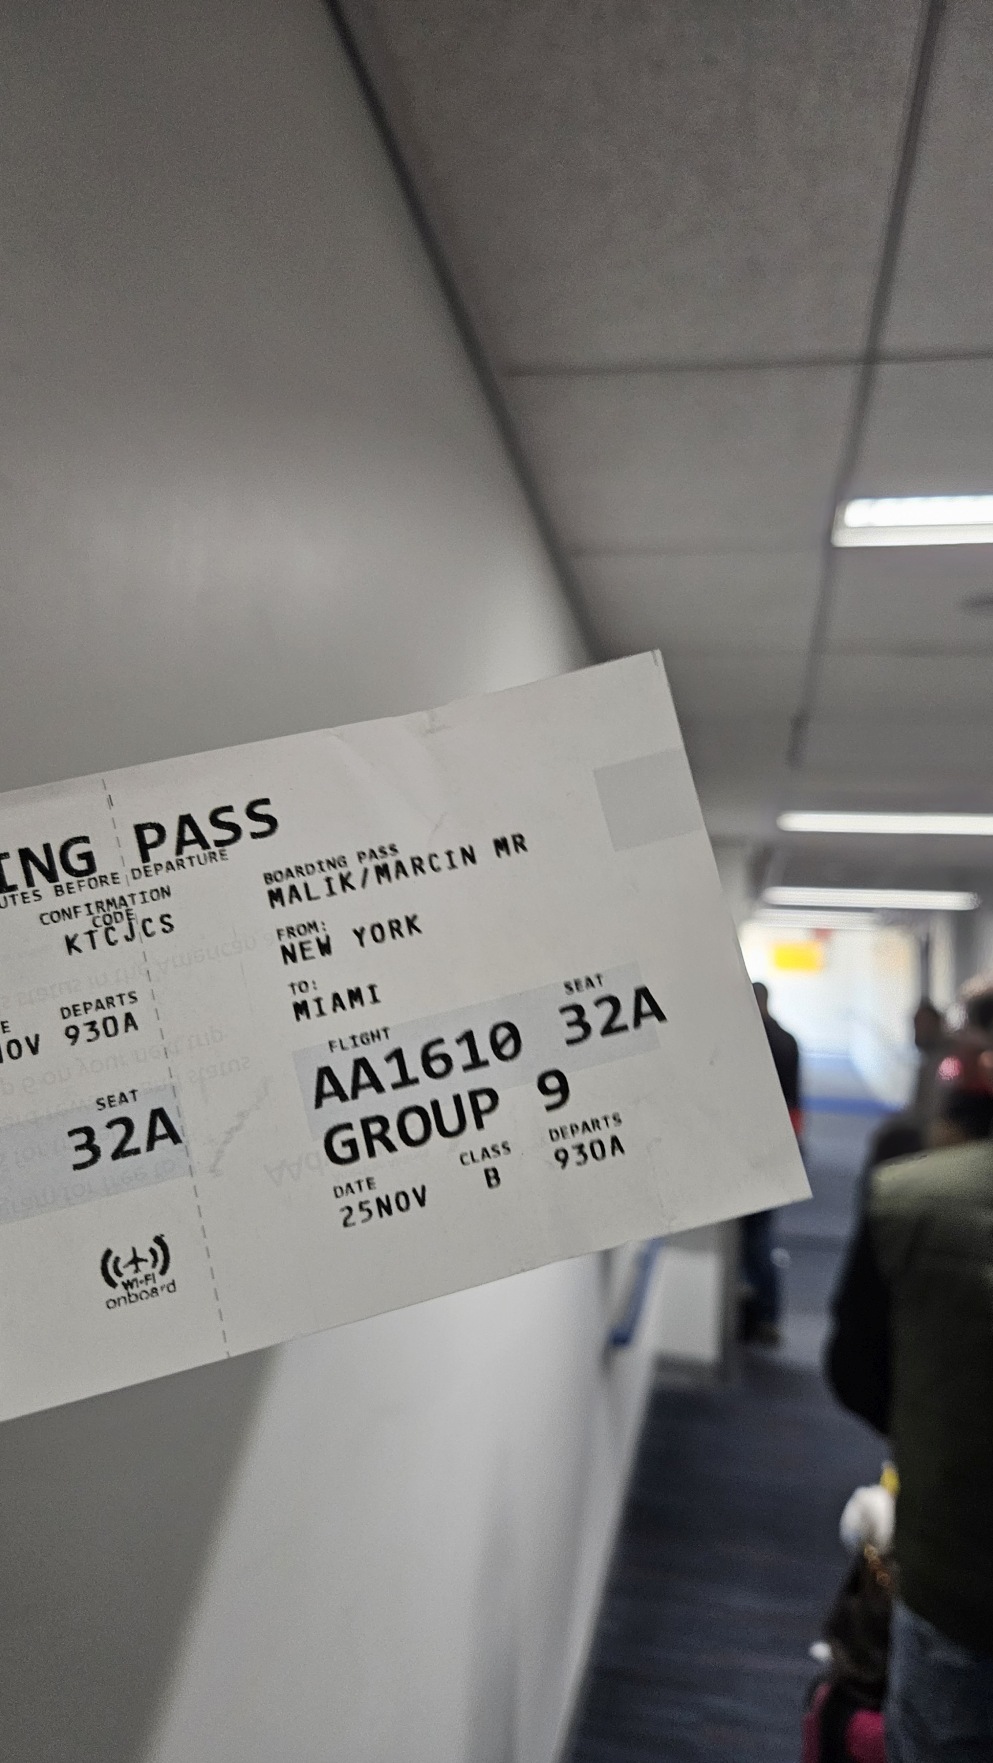 ING PASS
UTES BEFORE DEPARTURE
CONFIRMATION
CODE
KTCJCS
DEPARTS
OV 930A
SEAT
32A
WI-FI
onboard
BOARDING PASS
MALIK/MARCIN MR
FROM:
NEW YORK
TO:
MIAMI
FLIGHT SEAT
AA1610 32A
GROUP 9
DATE CLASS DEPARTS
25NOV B 930A